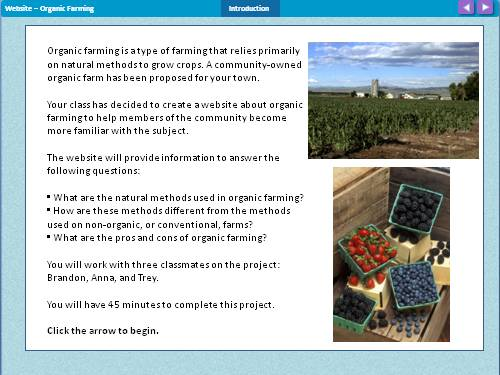 Website – Organic Farming
Introduction
Organic farming is a type of farming that relies primarily
on natural methods to grow crops. A community-owned
organic farm has been proposed for your town.
Your class has decided to create a website about organic
farming to help members of the community become
more familiar with the subject.
The website will provide information to answer the
following questions:
▪ What are the natural methods used in organic farming?
▪ How are these methods different from the methods
used on non-organic, or conventional, farms?
▪ What are the pros and cons of organic farming?
You will work with three classmates on the project:
Brandon, Anna, and Trey.
You will have 45 minutes to complete this project.
Click the arrow to begin.